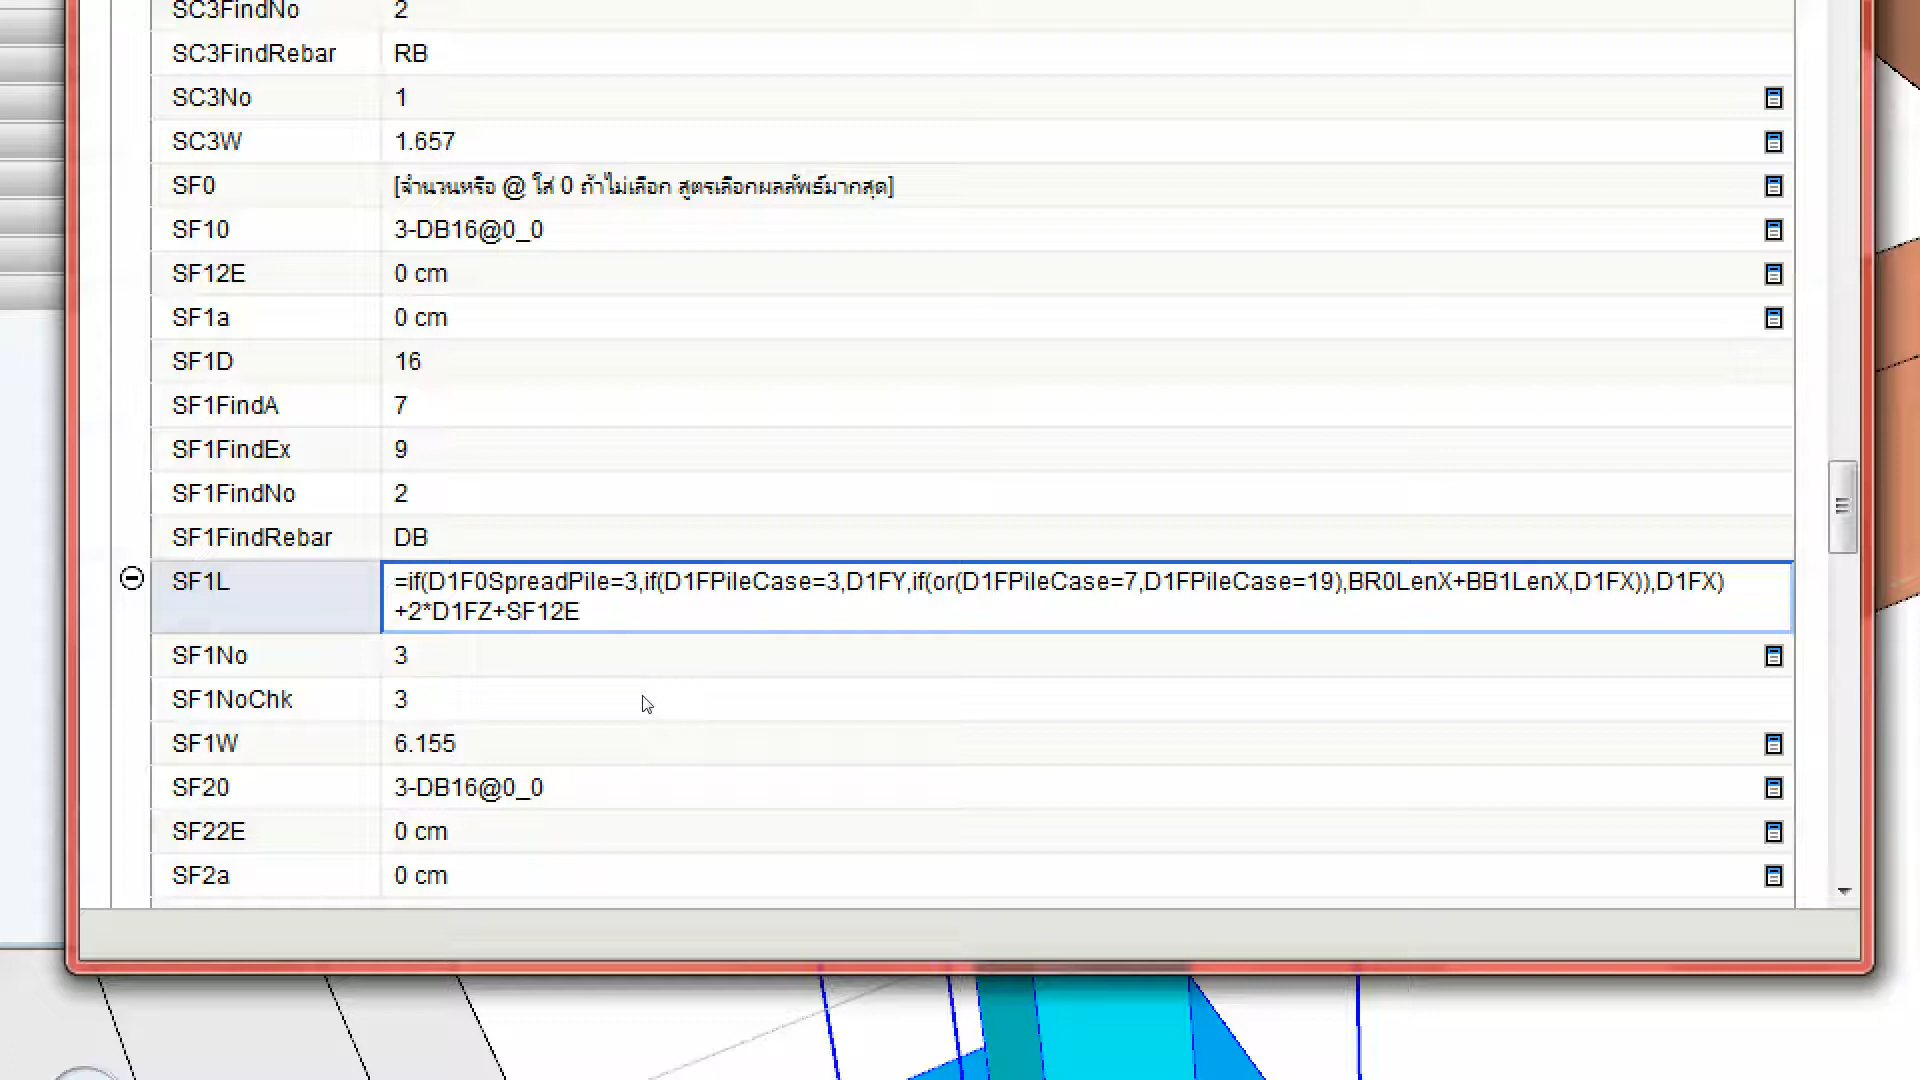 SC3FindNo 2
SC3FindRebar RB
SC3No 1
SC3W 1.657
SF0 [จำนวนหรือ @ ใส่ 0 ถ้าไม่เลือก สูตรเลือกผลลัพธ์มากสุด]
SF10 3-DB16@0_0
SF12E 0 cm
SF1a 0 cm
SF1D 16
SF1FindA 7
SF1FindEx 9
SF1FindNo 2
SF1FindRebar DB
SF1L =if(D1F0SpreadPile=3,if(D1FPileCase=3,D1FY,if(or(D1FPileCase=7,D1FPileCase=19),BR0LenX+BB1LenX,D1FX)),D1FX)
+2*D1FZ+SF12E
SF1No 3
SF1NoChk 3
SF1W 6.155
SF20 3-DB16@0_0
SF22E 0 cm
SF2a 0 cm